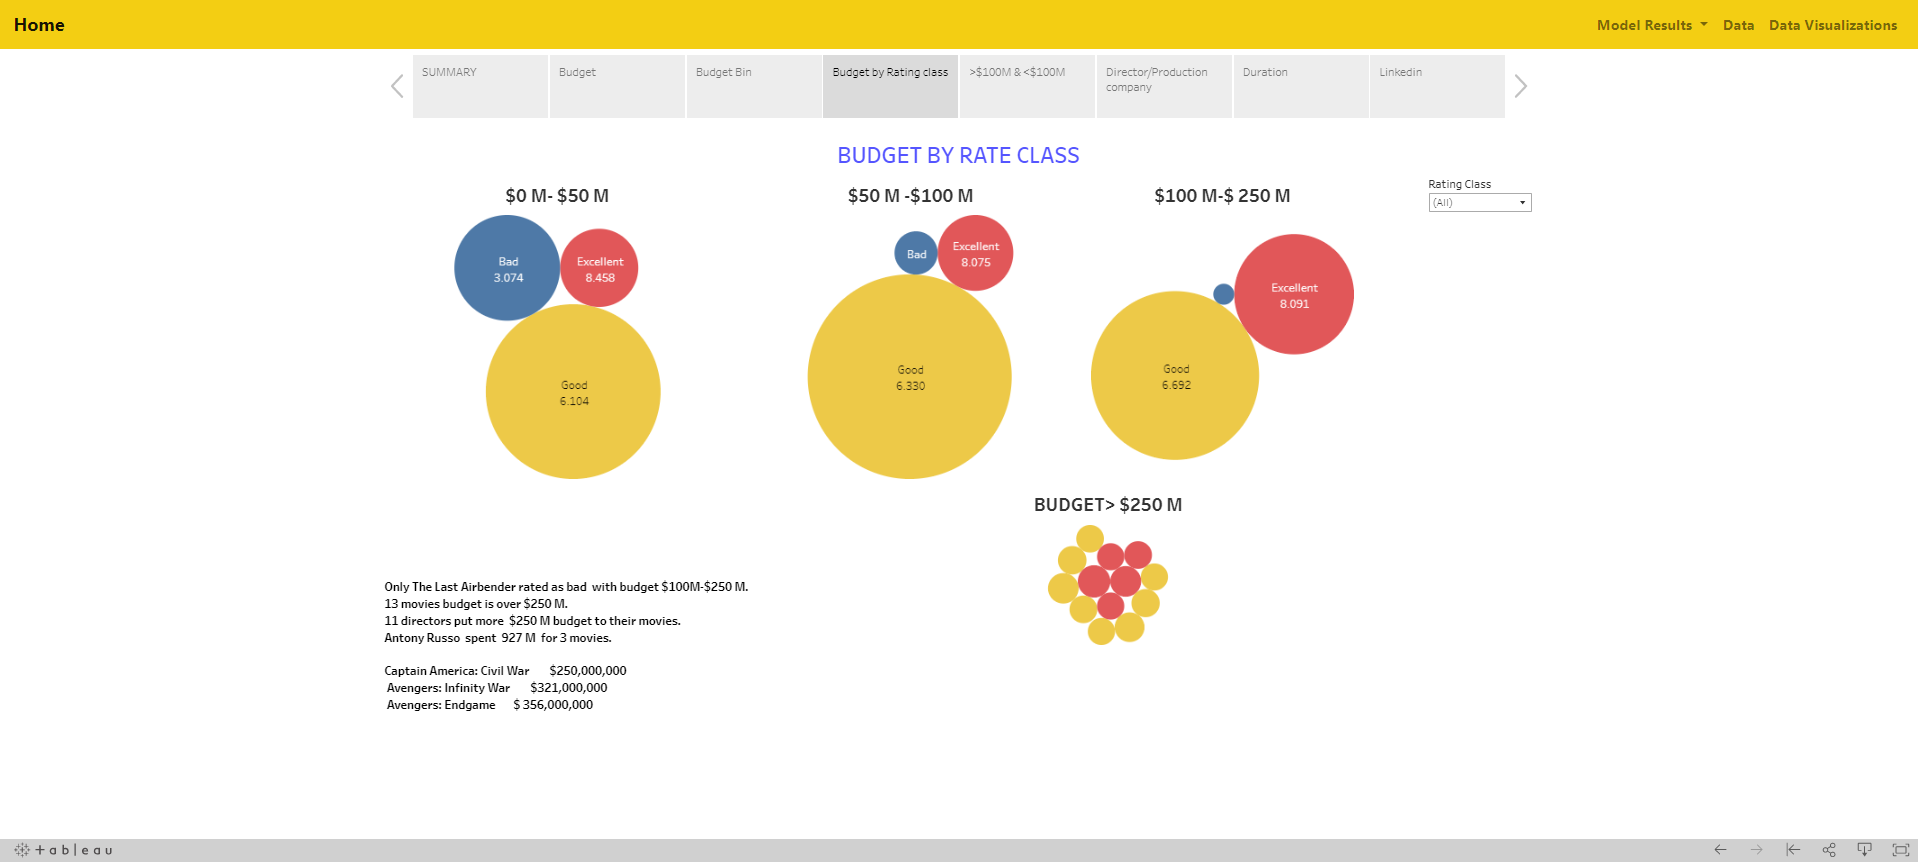 Home
Model Results
Data
Data Visualizations
SUMMARY
Budget
Budget Bin
Budget by Rating class
>$100M & <$100M
Director/Production
company
Duration
Linkedin
BUDGET BY RATE CLASS
$0 M- $50 M
$50 M -$100 M
$100 M-$ 250 M
Rating Class
(All)
Bad
3.074
Excellent
8.458
Good
6.104
Bad
Excellent
8.075
Good
6.330
Excellent
8.091
Good
6.692
BUDGET> $250 M
Only The Last Airbender rated as bad  with budget $100M-$250 M.
13 movies budget is over $250 M.
11 directors put more  $250 M budget to their movies.
Antony Russo  spent  927 M  for 3 movies.
Captain America: Civil War      $250,000,000
Avengers: Infinity War      $321,000,000
Avengers: Endgame     $ 356,000,000
+ableau